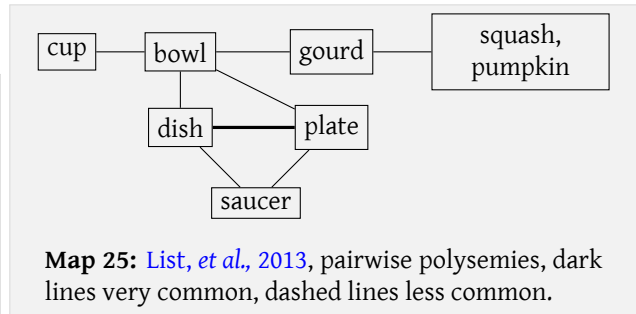 cup
bowl
gourd
squash,
pumpkin
dish
plate
saucer
Map 25: List, et al., 2013, pairwise polysemies, dark
lines very common, dashed lines less common.